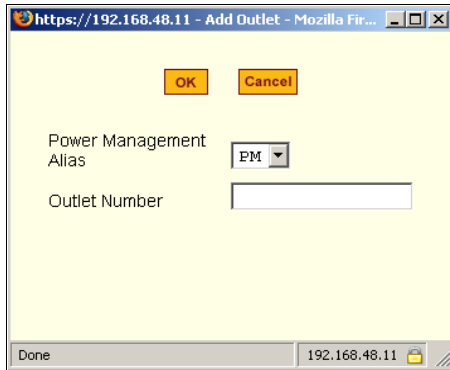 https://192.168.48.11 - Add Outlet - Mozilla Fir...
OK Cancel
Power Management
Alias
PM
Outlet Number
Done 192.168.48.11